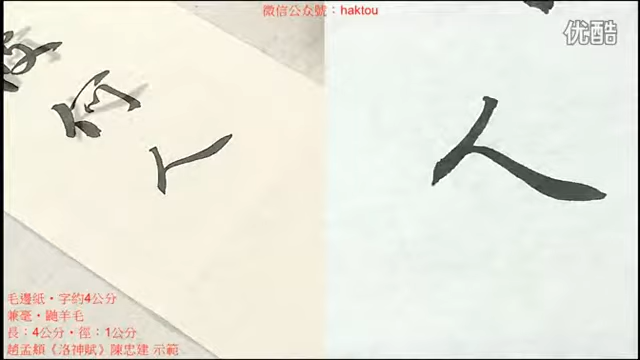 微信公众號：haktou
优酷
人
人
毛邊紙・字約4公分
兼毫・鼬羊毛
長：4公分・徑：1公分
趙孟頫《洛神賦》陳忠建 示範